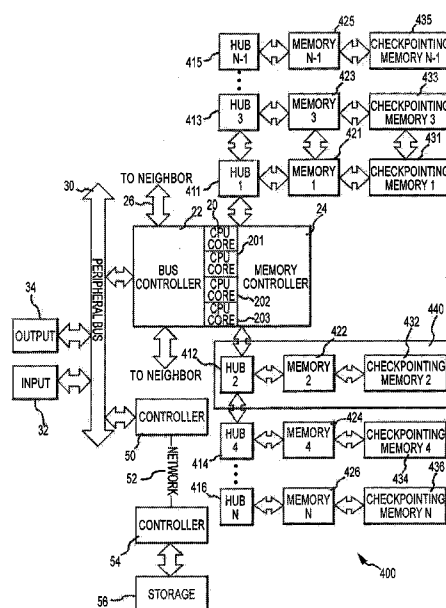 425
435
HUB N-1
MEMORY N-1
CHECKPOINTING MEMORY N-1
415
423
433
HUB 3
MEMORY 3
CHECKPOINTING MEMORY 3
413
421
431
HUB 1
MEMORY 1
CHECKPOINTING MEMORY 1
411
30
TO NEIGHBOR
26
22
20
24
CPU CORE
201
CPU CORE
CPU CORE
202
CPU CORE
203
BUS CONTROLLER
MEMORY CONTROLLER
PERIPHERAL BUS
34
OUTPUT
INPUT
32
TO NEIGHBOR
412
422
432
440
HUB 2
MEMORY 2
CHECKPOINTING MEMORY 2
CONTROLLER
50
424
HUB 4
MEMORY 4
CHECKPOINTING MEMORY 4
414
434
NETWORK
52
426
436
416
HUB N
MEMORY N
CHECKPOINTING MEMORY N
CONTROLLER
54
400
STORAGE
56